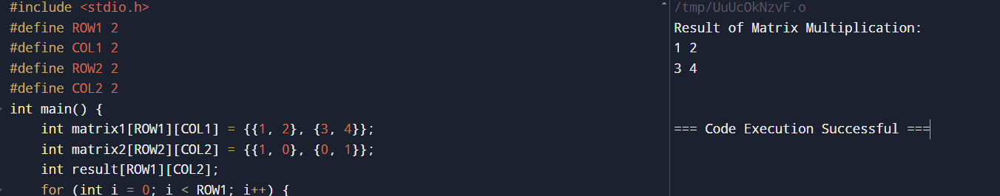 #include <stdio.h>
#define ROW1 2
#define COL1 2
#define ROW2 2
#define COL2 2
int main() {
    int matrix1[ROW1][COL1] = {{1, 2}, {3, 4}};
    int matrix2[ROW2][COL2] = {{1, 0}, {0, 1}};
    int result[ROW1][COL2];
    for (int i = 0; i < ROW1; i++) {
/tmp/UuUcOkNzvF.o
Result of Matrix Multiplication:
1 2
3 4
=== Code Execution Successful ===